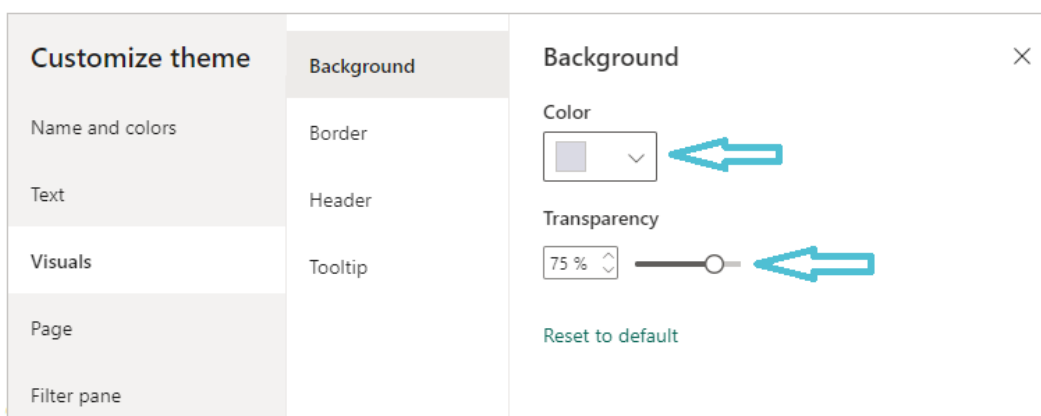 Customize theme
Name and colors
Text
Visuals
Page
Filter pane
Background
Border
Header
Tooltip
Background
Color
Transparency
75 %
Reset to default